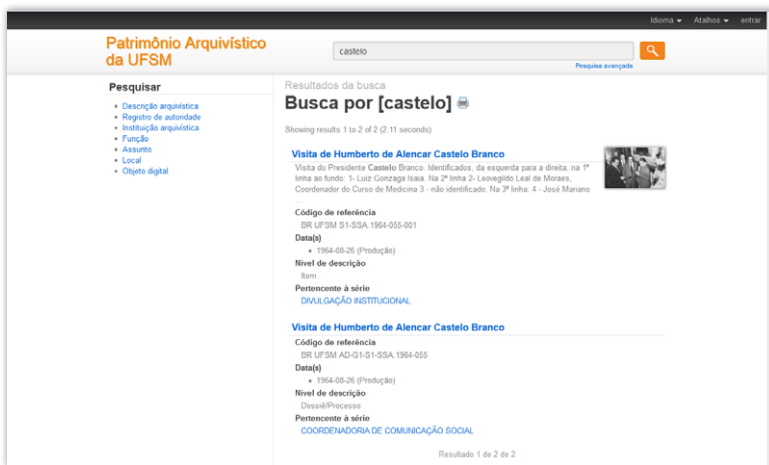 Idioma Atalhos entrar
Patrimônio Arquivístico
da UFSM
castelo
Pesquisa avançada
Pesquisar
Descrição arquivística
Registro de autoridade
Instituição arquivística
Função
Assunto
Local
Objeto digital
Resultados da busca
Busca por [castelo]
Showing results 1 to 2 of 2 (2.11 seconds)
Visita de Humberto de Alencar Castelo Branco
Visita do Presidente Castelo Branco. Identificados, da esquerda para a direita, na 1ª
linha ao fundo: 1- Luiz Gonzaga Isaia. Na 2ª linha 2- Leovegildo Leal de Moraes,
Coordenador do Curso de Medicina 3 - não identificado. Na 3ª linha: 4 - José Mariano
...
Código de referência
BR UFSM S1-SSA.1964-055-001
Data(s)
1964-08-26 (Produção)
Nível de descrição
Item
Pertencente à série
DIVULGAÇÃO INSTITUCIONAL
Visita de Humberto de Alencar Castelo Branco
Código de referência
BR UFSM AD-G1-S1-SSA.1964-055
Data(s)
1964-08-26 (Produção)
Nível de descrição
Dossiê/Processo
Pertencente à série
COORDENADORIA DE COMUNICAÇÃO SOCIAL
Resultado 1 de 2 de 2